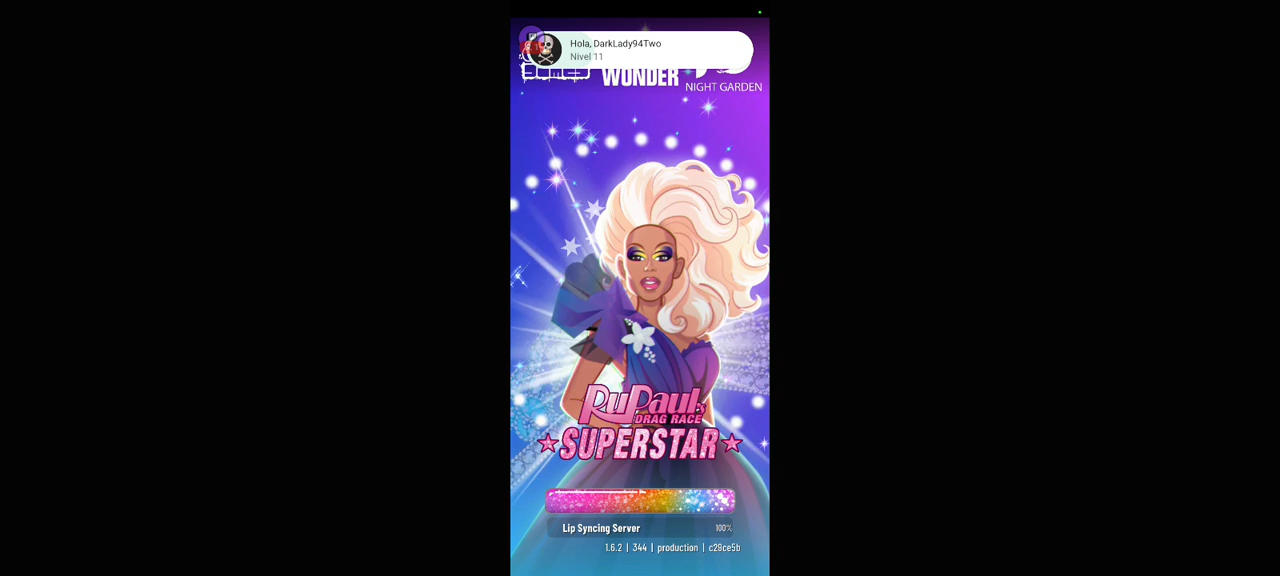 Hola, DarkLady94Two
Nivel 11
WONDER
NIGHT GARDEN
RuPaul's
DRAG RACE
SUPERSTAR
Lip Syncing Server 100%
1.6.2 | 344 | production | c29ce5b